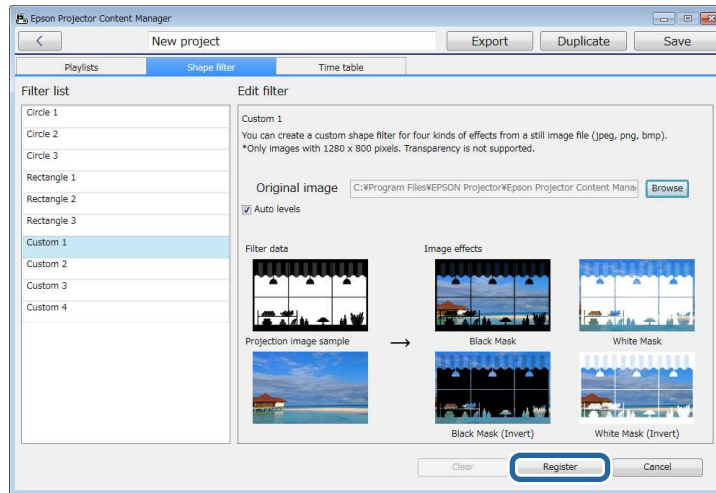 Epson Projector Content Manager
New project
Export
Duplicate
Save
Playlists
Shape filter
Time table
Filter list
Circle 1
Circle 2
Circle 3
Rectangle 1
Rectangle 2
Rectangle 3
Custom 1
Custom 2
Custom 3
Custom 4
Edit filter
Custom 1
You can create a custom shape filter for four kinds of effects from a still image file (jpeg, png, bmp).
*Only images with 1280 x 800 pixels. Transparency is not supported.
Original image
C:¥Program Files¥EPSON Projector¥Epson Projector Content Mana
Browse
Auto levels
Filter data
Image effects
Projection image sample
→
Black Mask
White Mask
Black Mask (Invert)
White Mask (Invert)
Clear
Register
Cancel